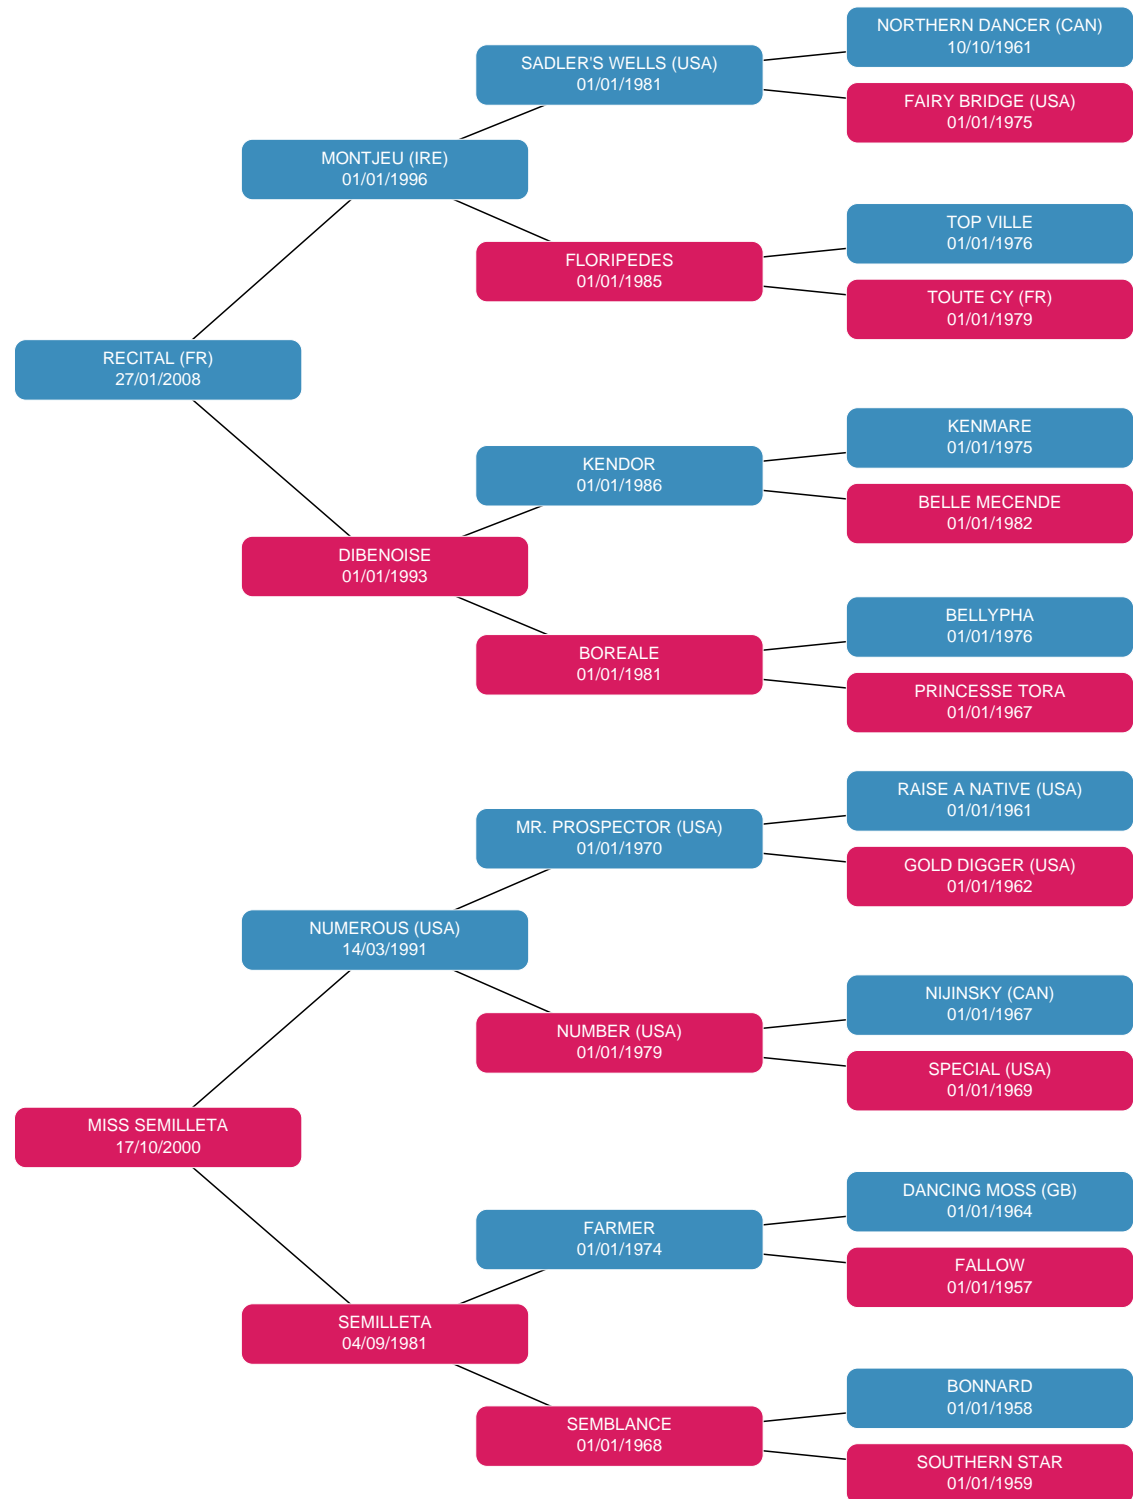 NORTHERN DANCER (CAN)
10/10/1961
SADLER'S WELLS (USA)
01/01/1981
FAIRY BRIDGE (USA)
01/01/1975
MONTJEU (IRE)
01/01/1996
TOP VILLE
01/01/1976
FLORIPEDES
01/01/1985
TOUTE CY (FR)
01/01/1979
RECITAL (FR)
27/01/2008
KENMARE
01/01/1975
KENDOR
01/01/1986
BELLE MECENDE
01/01/1982
DIBENOISE
01/01/1993
BELLYPHA
01/01/1976
BOREALE
01/01/1981
PRINCESSE TORA
01/01/1967
RAISE A NATIVE (USA)
01/01/1961
MR. PROSPECTOR (USA)
01/01/1970
GOLD DIGGER (USA)
01/01/1962
NUMEROUS (USA)
14/03/1991
NIJINSKY (CAN)
01/01/1967
NUMBER (USA)
01/01/1979
SPECIAL (USA)
01/01/1969
MISS SEMILLETA
17/10/2000
DANCING MOSS (GB)
01/01/1964
FARMER
01/01/1974
FALLOW
01/01/1957
SEMILLETA
04/09/1981
BONNARD
01/01/1958
SEMBLANCE
01/01/1968
SOUTHERN STAR
01/01/1959